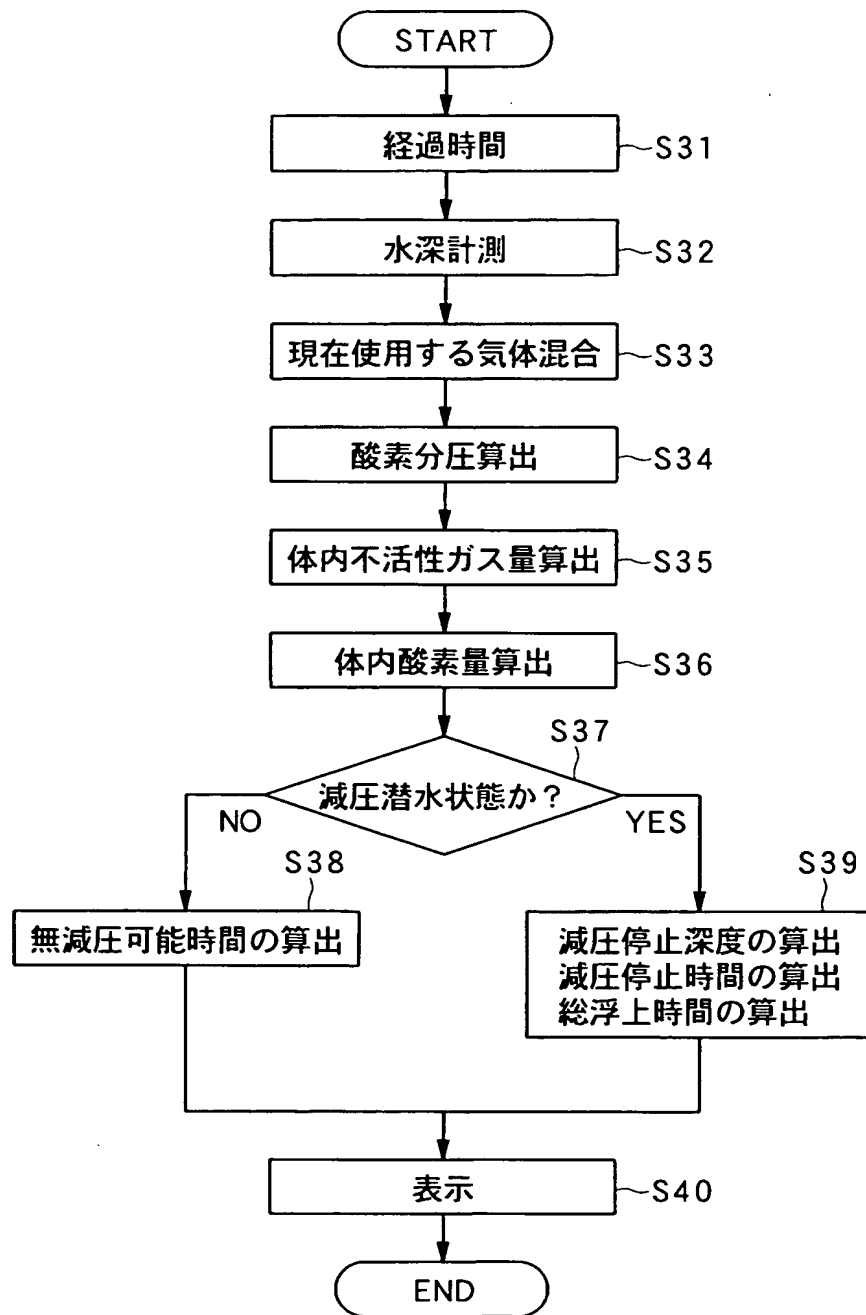 START
経過時間
S31
水深計測
S32
現在使用する気体混合
S33
酸素分圧算出
S34
体内不活性ガス量算出
S35
体内酸素量算出
S36
S37
減圧潜水状態か？
NO
YES
S38
無減圧可能時間の算出
S39
減圧停止深度の算出
減圧停止時間の算出
総浮上時間の算出
表示
S40
END